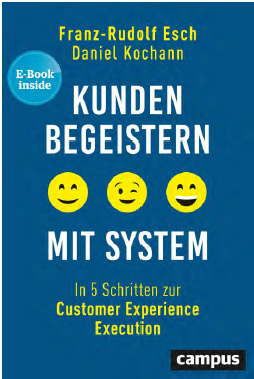 Franz-Rudolf Esch
Daniel Kochann
E-Book
inside
KUNDEN
BEGEISTERN
MIT SYSTEM
In 5 Schritten zur
Customer Experience
Execution
campus